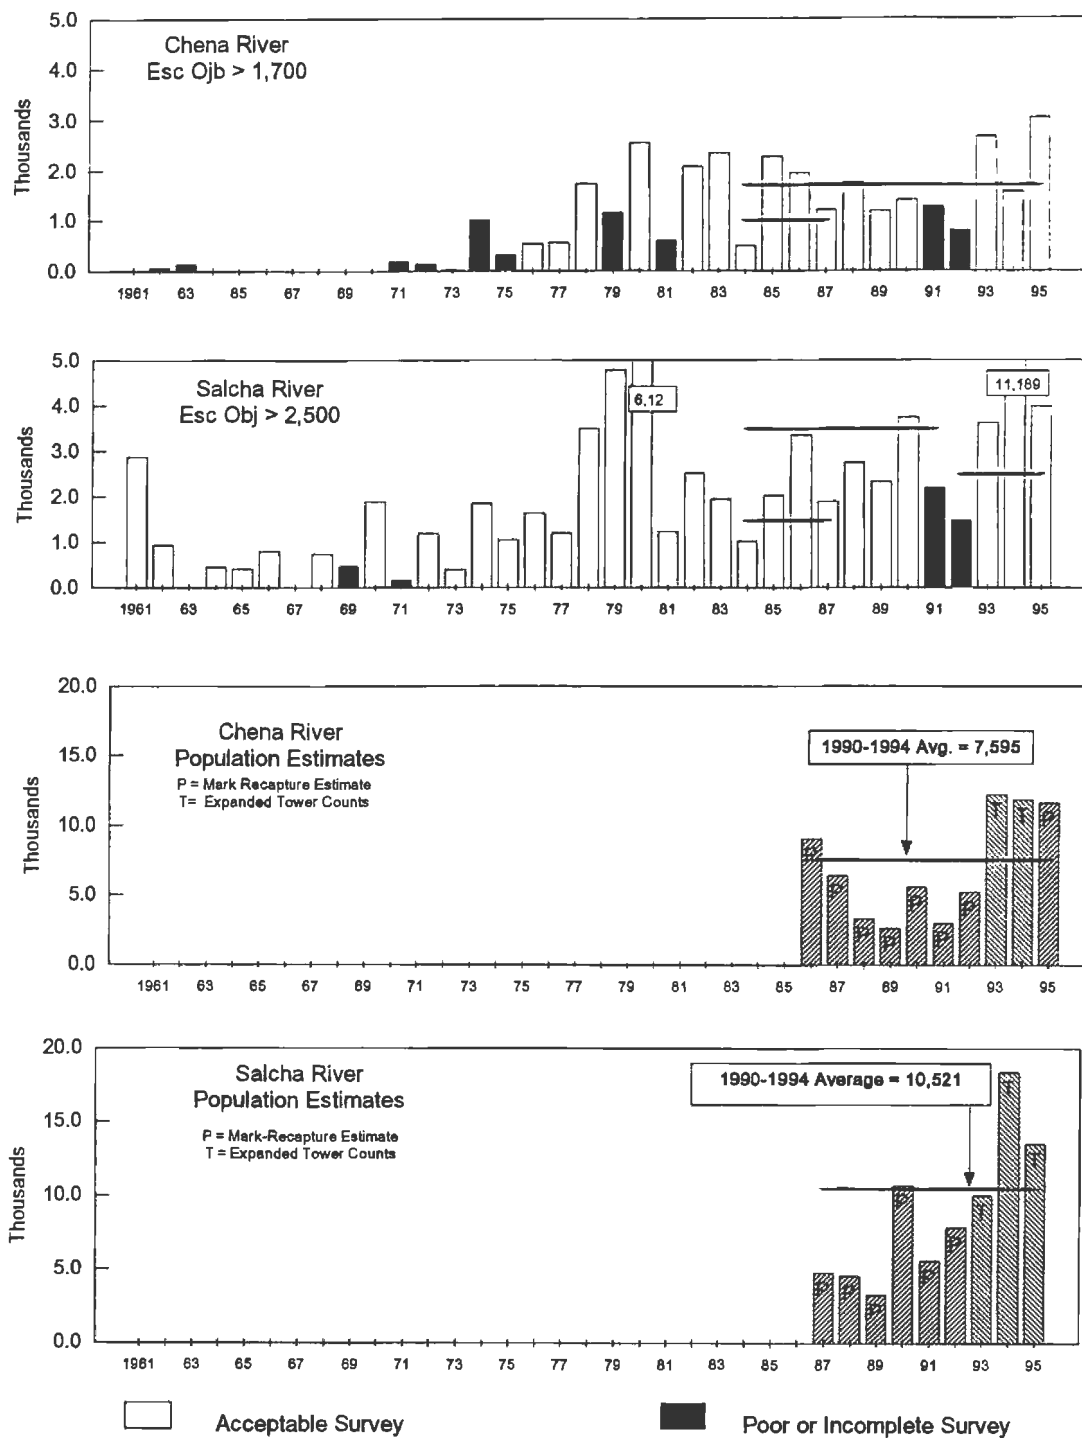 5.0
4.0
3.0
2.0
1.0
0.0
Thousands
Chena River
Esc Ojb > 1,700
1961 63 65 67 69 71 73 75 77 79 81 83 85 87 89 91 93 95
5.0
4.0
3.0
2.0
1.0
0.0
Thousands
Salcha River
Esc Obj > 2,500
6,12
11,189
1961 63 65 67 69 71 73 75 77 79 81 83 85 87 89 91 93 95
20.0
15.0
10.0
5.0
0.0
Thousands
Chena River
Population Estimates
P = Mark Recapture Estimate
T= Expanded Tower Counts
1990-1994 Avg. = 7,595
P P P P P P P T T P
1961 63 65 67 69 71 73 75 77 79 81 83 85 87 89 91 93 95
20.0
15.0
10.0
5.0
0.0
Thousands
Salcha River
Population Estimates
P = Mark-Recapture Estimate
T = Expanded Tower Counts
1990-1994 Average = 10,521
P P P P P P T T T
1961 63 65 67 69 71 73 75 77 79 81 83 85 87 89 91 93 95
Acceptable Survey
Poor or Incomplete Survey